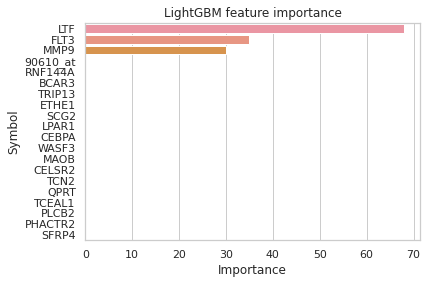 LightGBM feature importance
Symbol
LTF
FLT3
MMP9
90610_at
RNF144A
BCAR3
TRIP13
ETHE1
SCG2
LPAR1
CEBPA
WASF3
MAOB
CELSR2
TCN2
QPRT
TCEAL1
PLCB2
PHACTR2
SFRP4
0 10 20 30 40 50 60 70
Importance